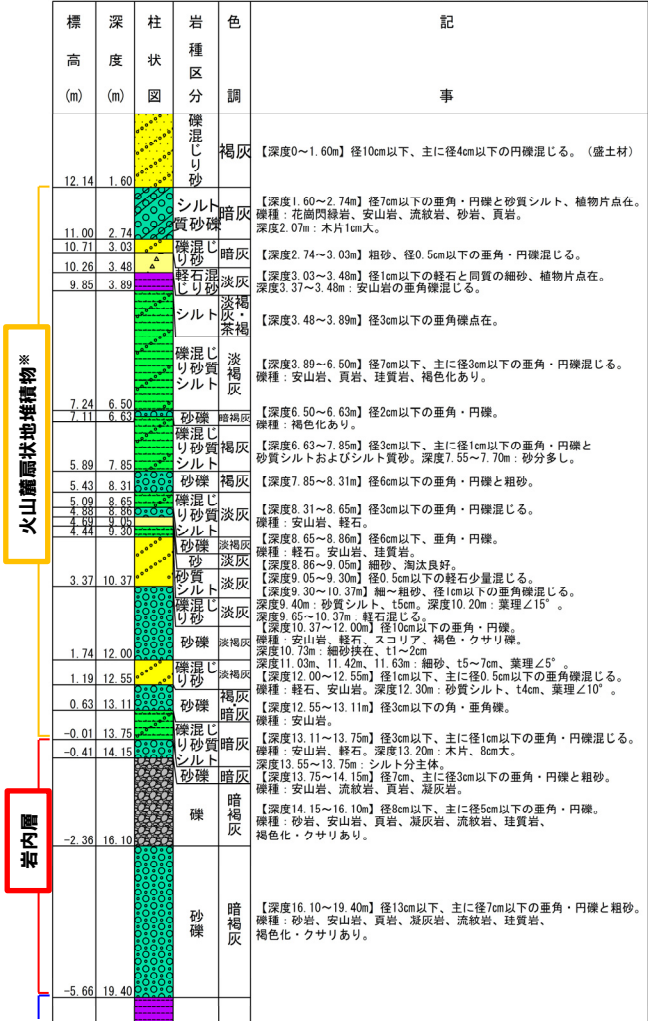 標高(m)
深度(m)
柱状図
岩種区分
色調
記事
火山麓扇状地堆積物※
岩内層
12.14 1.60
11.00 2.74
10.71 3.03
10.26 3.48
9.85 3.89
7.24 6.50
7.11 6.63
5.89 7.85
5.43 8.31
5.09 8.65
4.88 8.86
4.69 9.05
4.44 9.30
3.37 10.37
1.74 12.00
1.19 12.55
0.63 13.11
-0.01 13.75
-0.41 14.15
-2.36 16.10
-5.66 19.40
礫混じり砂
シルト質砂礫
礫混じり砂
軽石混じり砂
シルト
礫混じり砂質シルト
砂礫
礫混じり砂質シルト
砂礫
礫混じり砂質シルト
砂礫
砂
砂質シルト
礫混じり砂
砂礫
礫混じり砂
砂礫
礫混じり砂質シルト
砂礫
礫
砂礫
褐灰
暗灰
暗灰
淡灰
淡褐灰・茶褐
淡褐灰
暗褐灰
褐灰
褐灰
淡灰
淡褐灰
淡灰
淡灰
淡灰
淡褐灰
淡褐灰
褐灰・暗灰
暗灰
暗灰
暗褐灰
暗褐灰
【深度0～1.60m】径10cm以下、主に径4cm以下の円礫混じる。（盛土材）
【深度1.60～2.74m】径7cm以下の亜角・円礫と砂質シルト、植物片点在。
礫種：花崗閃緑岩、安山岩、流紋岩、砂岩、頁岩。
深度2.07m：木片1cm大。
【深度2.74～3.03m】粗砂、径0.5cm以下の亜角・円礫混じる。
【深度3.03～3.48m】径1cm以下の軽石と同質の細砂、植物片点在。
深度3.37～3.48m：安山岩の亜角礫混じる。
【深度3.48～3.89m】径3cm以下の亜角礫点在。
【深度3.89～6.50m】径7cm以下、主に径3cm以下の亜角・円礫混じる。
礫種：安山岩、頁岩、珪質岩、褐色化あり。
【深度6.50～6.63m】径2cm以下の亜角・円礫。
礫種：褐色化あり。
【深度6.63～7.85m】径3cm以下、主に径1cm以下の亜角・円礫と
砂質シルトおよびシルト質砂。深度7.55～7.70m：砂分多し。
【深度7.85～8.31m】径6cm以下の亜角・円礫と粗砂。
【深度8.31～8.65m】径3cm以下の亜角・円礫混じる。
礫種：安山岩、軽石。
【深度8.65～8.86m】径6cm以下、亜角・円礫。
礫種：軽石、安山岩、珪質岩。
【深度8.86～9.05m】細砂、淘汰良好。
【深度9.05～9.30m】径0.5cm以下の軽石少量混じる。
【深度9.30～10.37m】細～粗砂、径1cm以下の亜角礫混じる。
深度9.40m：砂質シルト、t5cm。深度10.20m：葉理∠15°。
深度9.65～10.37m：軽石混じる。
【深度10.37～12.00m】径10cm以下の亜角・円礫。
礫種：安山岩、軽石、スコリア、褐色・クサリ礫。
深度10.73m：細砂挟在、t1～2cm
深度11.03m、11.42m、11.63m：細砂、t5～7cm、葉理∠5°。
【深度12.00～12.55m】径1cm以下、主に径0.5cm以下の亜角礫混じる。
礫種：軽石、安山岩。深度12.30m：砂質シルト、t4cm、葉理∠10°。
【深度12.55～13.11m】径3cm以下の角・亜角礫。
礫種：安山岩。
【深度13.11～13.75m】径3cm以下、主に径1cm以下の亜角・円礫混じる。
礫種：安山岩、軽石。深度13.20m：木片、8cm大。
深度13.55～13.75m：シルト分主体。
【深度13.75～14.15m】径7cm、主に径3cm以下の亜角・円礫と粗砂。
礫種：安山岩、流紋岩、頁岩、凝灰岩。
【深度14.15～16.10m】径8cm以下、主に径5cm以下の亜角・円礫。
礫種：砂岩、安山岩、頁岩、凝灰岩、流紋岩、珪質岩、
褐色化・クサリあり。
【深度16.10～19.40m】径13cm以下、主に径7cm以下の亜角・円礫と粗砂。
礫種：砂岩、安山岩、頁岩、凝灰岩、流紋岩、珪質岩、
褐色化・クサリあり。